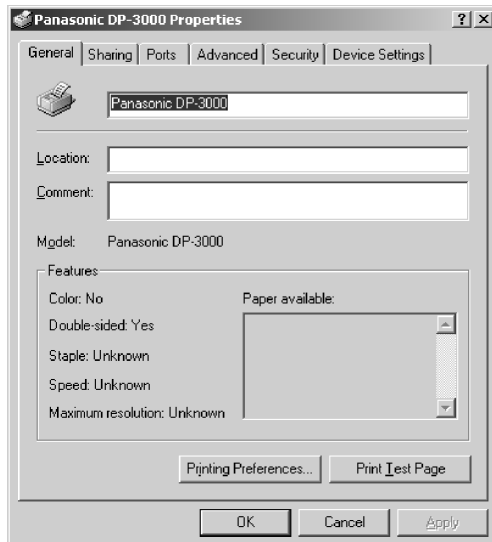 Panasonic DP-3000 Properties
General Sharing Ports Advanced Security Device Settings
Panasonic DP-3000
Location:
Comment:
Model: Panasonic DP-3000
Features
Color: No Paper available:
Double-sided: Yes
Staple: Unknown
Speed: Unknown
Maximum resolution: Unknown
Printing Preferences... Print Test Page
OK Cancel Apply